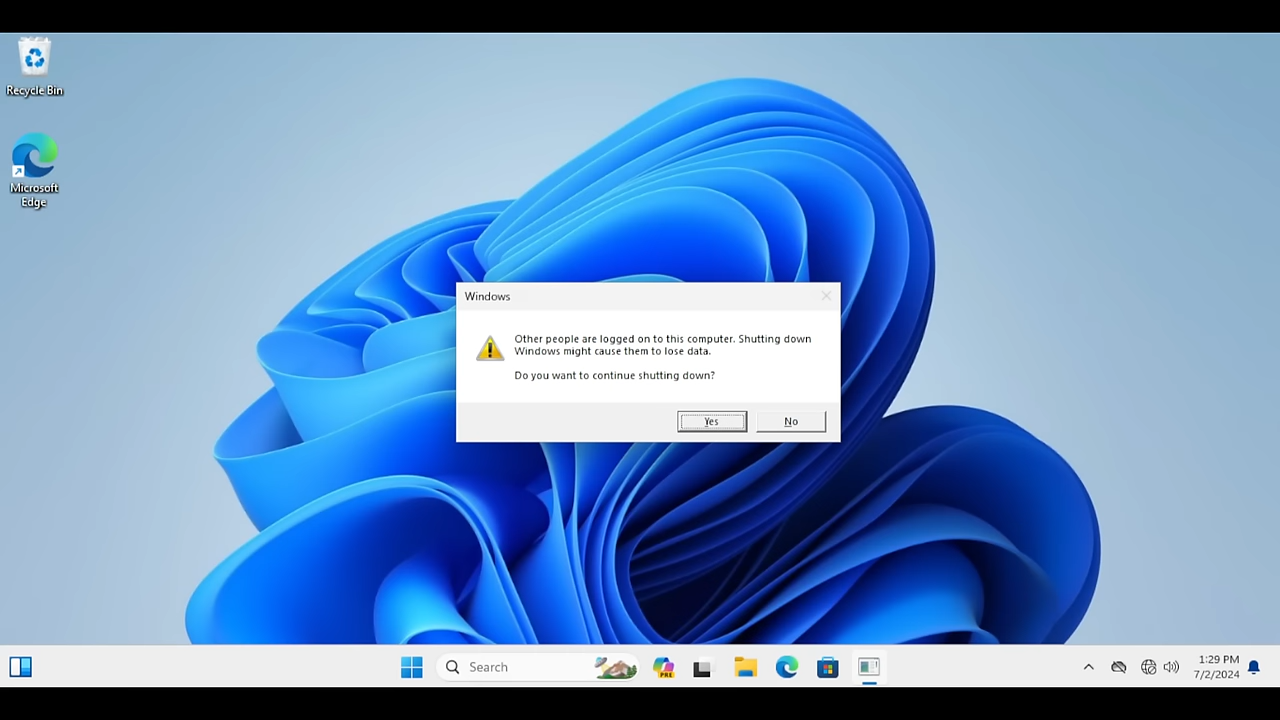 Recycle Bin
Microsoft
Edge
Windows
Other people are logged on to this computer. Shutting down
Windows might cause them to lose data.
Do you want to continue shutting down?
Yes
No
Search
PRE
1:29 PM
7/2/2024